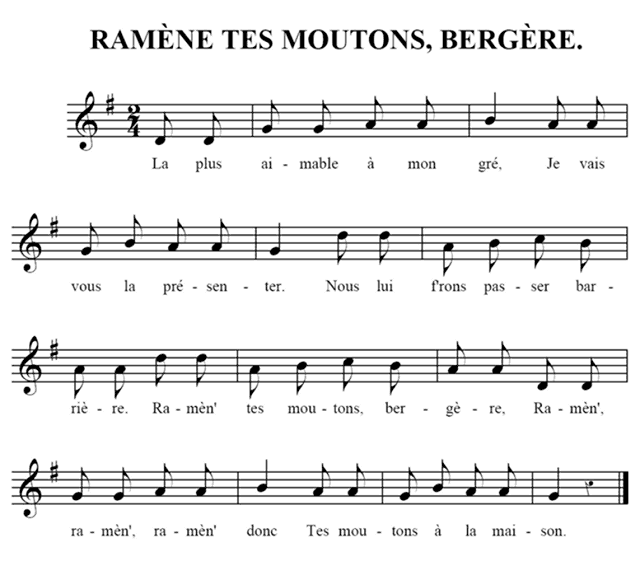 RAMÈNE TES MOUTONS, BERGÈRE.
2/4
La plus ai - mable à mon gré, Je vais
vous la pré - sen - ter. Nous lui f'rons pas - ser bar -
riè - re. Ra - mèn' tes mou - tons, ber - gè - re, Ra - mèn',
ra - mèn', ra - mèn' donc Tes mou - tons à la mai - son.